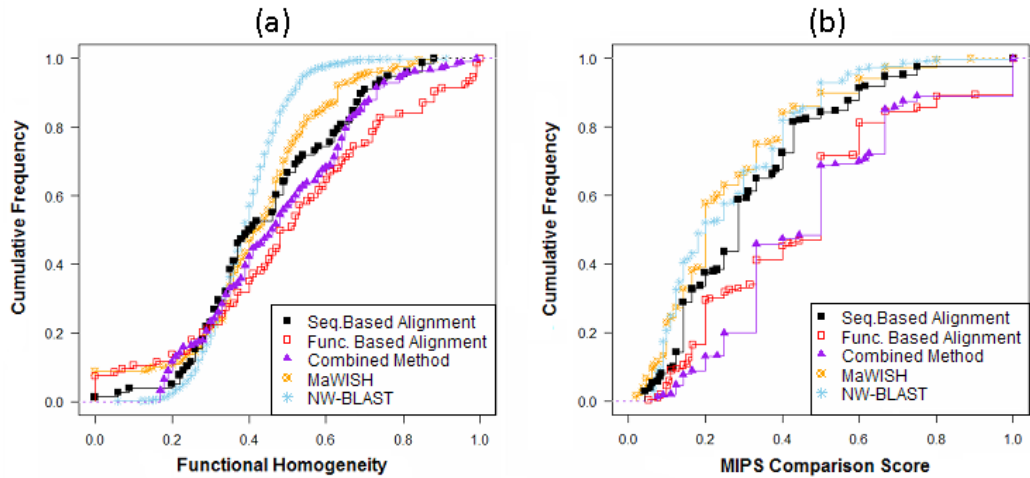 (a)
Cumulative Frequency
1.0
0.8
0.6
0.4
0.2
0.0
Seq.Based Alignment
Func. Based Alignment
Combined Method
MaWISH
NW-BLAST
0.0 0.2 0.4 0.6 0.8 1.0
Functional Homogeneity
(b)
Cumulative Frequency
1.0
0.8
0.6
0.4
0.2
0.0
Seq.Based Alignment
Func. Based Alignment
Combined Method
MaWISH
NW-BLAST
0.0 0.2 0.4 0.6 0.8 1.0
MIPS Comparison Score